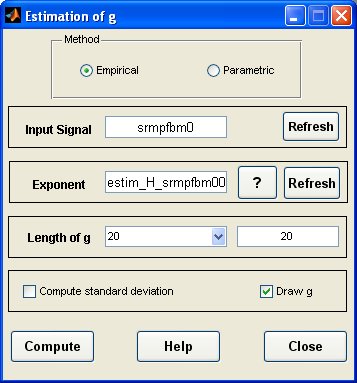 Estimation of g
Method
Empirical Parametric
Input Signal srmpfbm0 Refresh
Exponent estim_H_srmpfbm00 ? Refresh
Length of g 20 20
Compute standard deviation Draw g
Compute Help Close